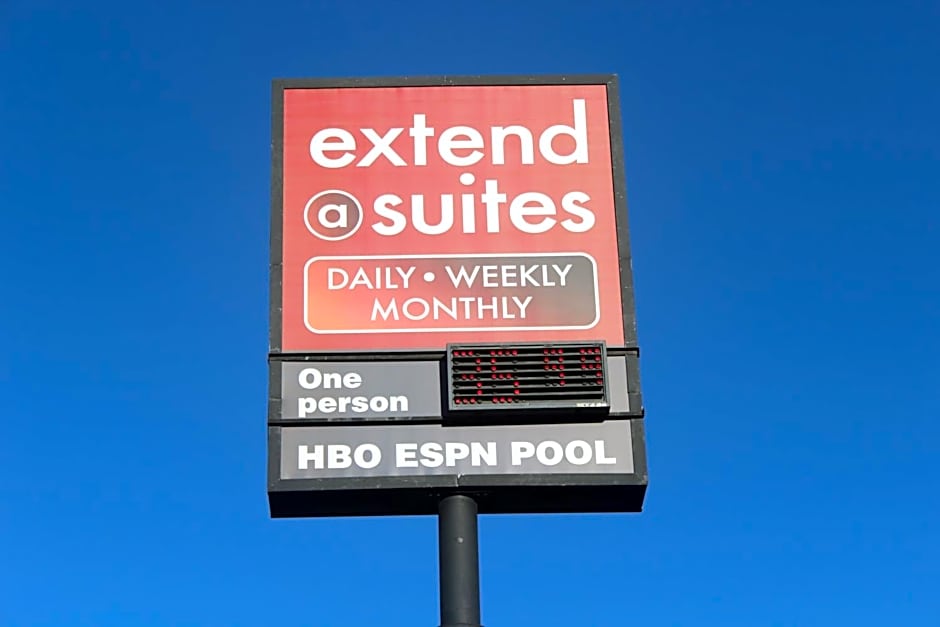 extend
@ suites
DAILY • WEEKLY
MONTHLY
One
person
HBO ESPN POOL